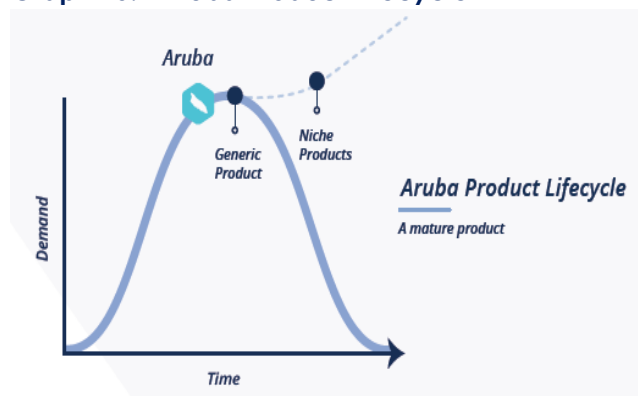 Aruba
Generic
Product
Niche
Products
Aruba Product Lifecycle
A mature product
Demand
Time